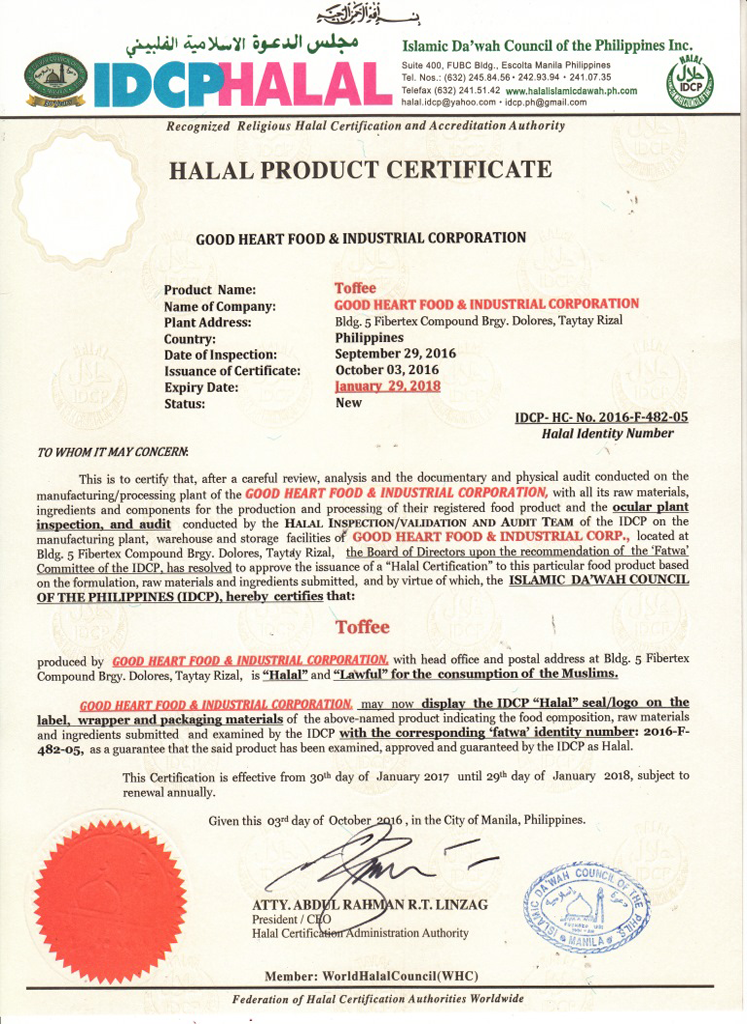 مجلس الدعوة الاسلامية الفلبيني
IDCPHALAL
Islamic Da'wah Council of the Philippines Inc.
Suite 400, FUBC Bldg., Escolta Manila Philippines
Tel. Nos.: (632) 245.84.56 • 242.93.94 • 241.07.35
Telefax (632) 241.51.42 www.halalislamicdawah.ph.com
halal.idcp@yahoo.com • idcp.ph@gmail.com
HALAL
حلال
IDCP
Recognized Religious Halal Certification and Accreditation Authority
HALAL PRODUCT CERTIFICATE
GOOD HEART FOOD & INDUSTRIAL CORPORATION
Product Name: Toffee
Name of Company: GOOD HEART FOOD & INDUSTRIAL CORPORATION
Plant Address: Bldg. 5 Fibertex Compound Brgy. Dolores, Taytay Rizal
Country: Philippines
Date of Inspection: September 29, 2016
Issuance of Certificate: October 03, 2016
Expiry Date: January 29, 2018
Status: New
IDCP- HC- No. 2016-F-482-05
Halal Identity Number
TO WHOM IT MAY CONCERN:
This is to certify that, after a careful review, analysis and the documentary and physical audit conducted on the
manufacturing/processing plant of the GOOD HEART FOOD & INDUSTRIAL CORPORATION, with all its raw materials,
ingredients and components for the production and processing of their registered food product and the ocular plant
inspection, and audit conducted by the HALAL INSPECTION/VALIDATION AND AUDIT TEAM of the IDCP on the
manufacturing plant, warehouse and storage facilities of GOOD HEART FOOD & INDUSTRIAL CORP., located at
Bldg. 5 Fibertex Compound Brgy. Dolores, Taytay Rizal, the Board of Directors upon the recommendation of the 'Fatwa'
Committee of the IDCP, has resolved to approve the issuance of a "Halal Certification" to this particular food product based
on the formulation, raw materials and ingredients submitted, and by virtue of which, the ISLAMIC DA'WAH COUNCIL
OF THE PHILIPPINES (IDCP), hereby certifies that:
Toffee
produced by GOOD HEART FOOD & INDUSTRIAL CORPORATION, with head office and postal address at Bldg. 5 Fibertex
Compound Brgy. Dolores, Taytay Rizal, is "Halal" and "Lawful" for the consumption of the Muslims.
GOOD HEART FOOD & INDUSTRIAL CORPORATION, may now display the IDCP "Halal" seal/logo on the
label, wrapper and packaging materials of the above-named product indicating the food composition, raw materials
and ingredients submitted and examined by the IDCP with the corresponding 'fatwa' identity number: 2016-F-
482-05, as a guarantee that the said product has been examined, approved and guaranteed by the IDCP as Halal.
This Certification is effective from 30th day of January 2017 until 29th day of January 2018, subject to
renewal annually.
Given this 03rd day of October 2016 , in the City of Manila, Philippines.
ATTY. ABDUL RAHMAN R.T. LINZAG
President / CEO
Halal Certification Administration Authority
ISLAMIC DA'WAH COUNCIL OF THE PHILS.
MANILA
Member: WorldHalalCouncil(WHC)
Federation of Halal Certification Authorities Worldwide